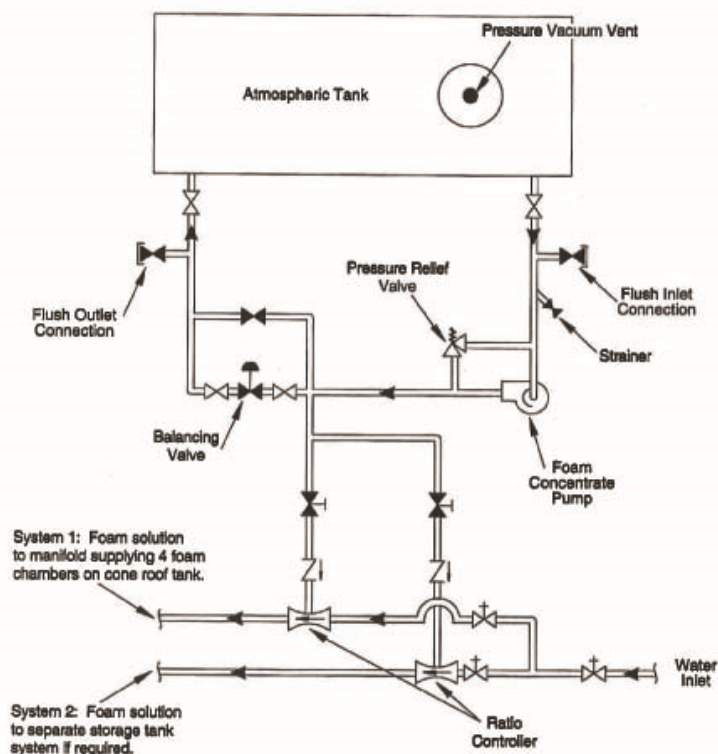 Pressure Vacuum Vent
Atmospheric Tank
Pressure Relief
Valve
Flush Outlet
Connection
Flush Inlet
Connection
Strainer
Balancing
Valve
Foam
Concentrate
Pump
System 1: Foam solution
to manifold supplying 4 foam
chambers on cone roof tank.
Water
Inlet
System 2: Foam solution
to separate storage tank
system if required.
Ratio
Controller